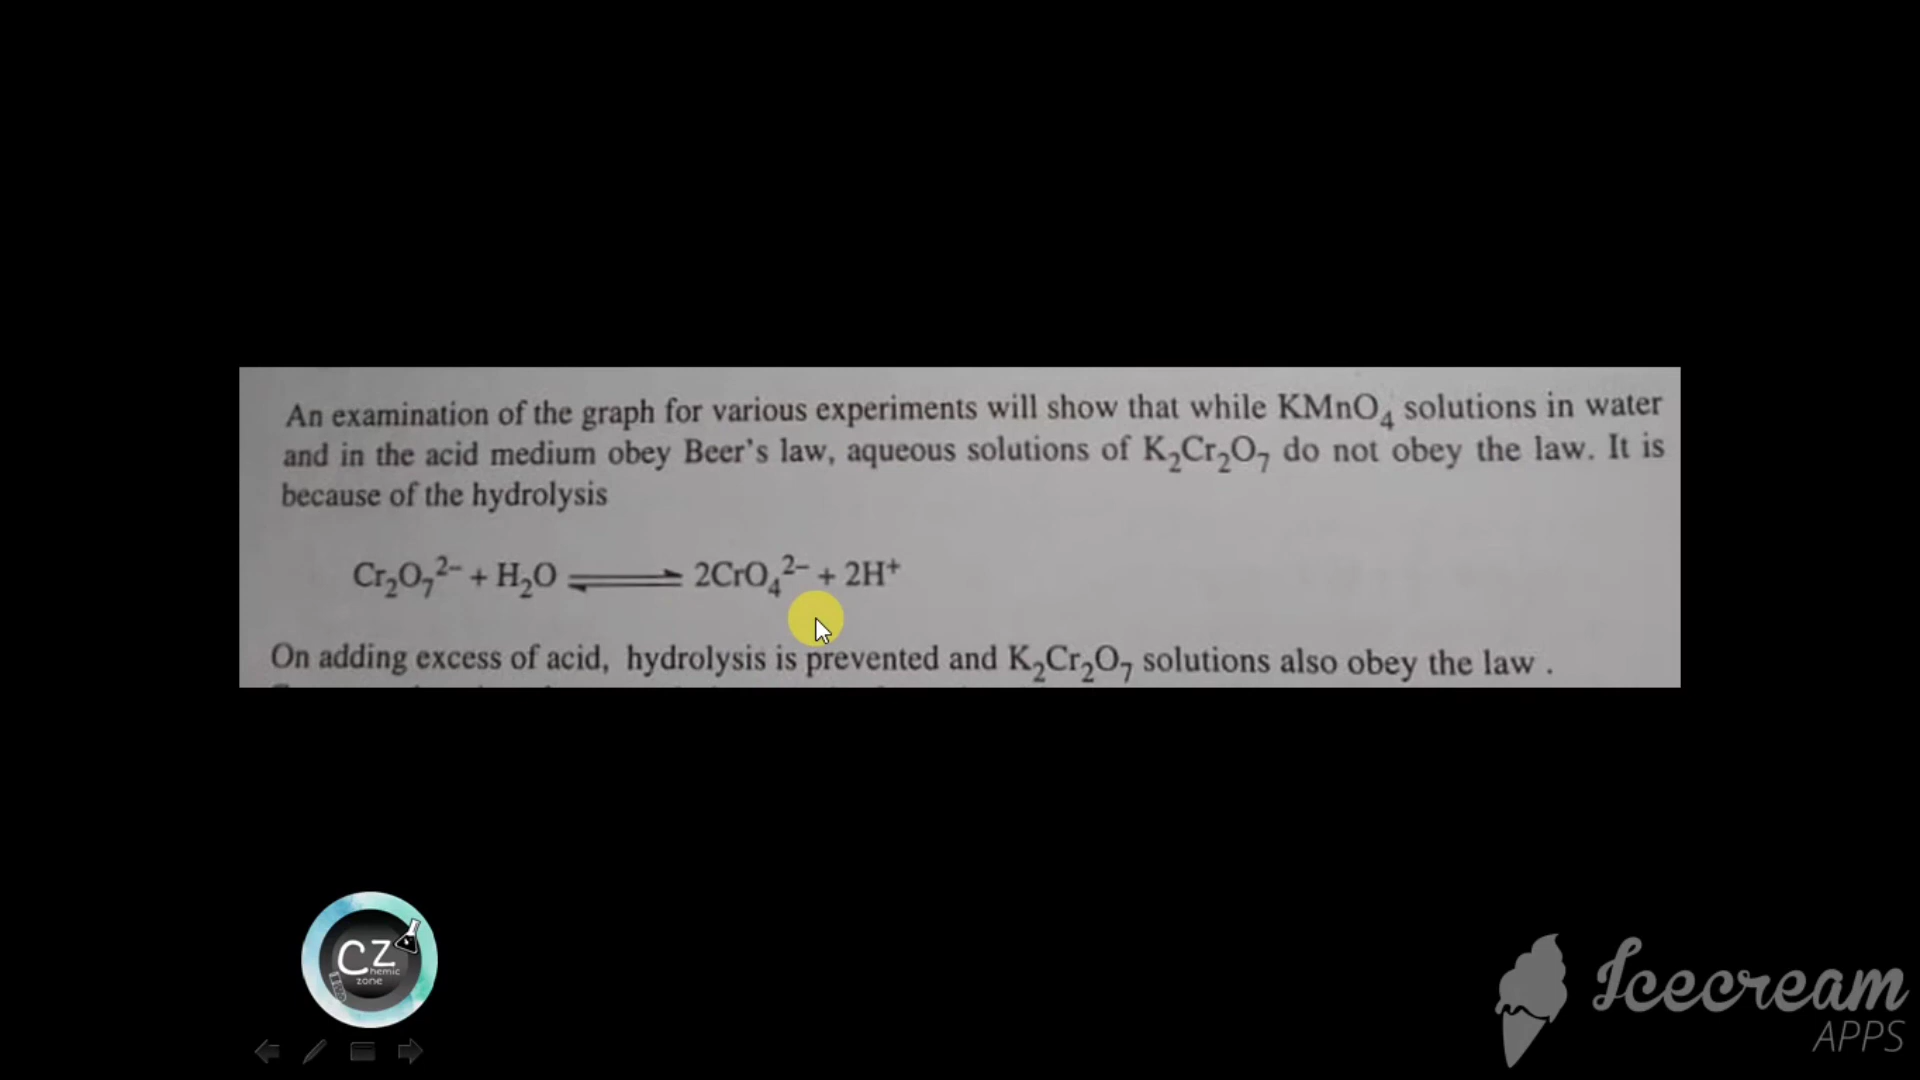 An examination of the graph for various experiments will show that while KMnO₄ solutions in water
and in the acid medium obey Beer's law, aqueous solutions of K₂Cr₂O₇ do not obey the law. It is
because of the hydrolysis
Cr₂O₇²⁻ + H₂O ⇌ 2CrO₄²⁻ + 2H⁺
On adding excess of acid, hydrolysis is prevented and K₂Cr₂O₇ solutions also obey the law .
CZ
hemic
zone
Icecream
APPS